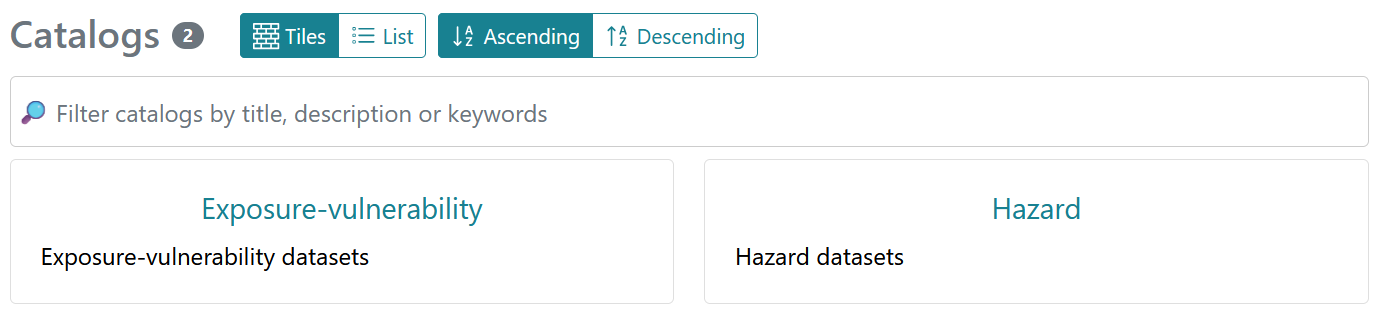 Catalogs 2 Tiles List Ascending Descending
Filter catalogs by title, description or keywords
Exposure-vulnerability Hazard
Exposure-vulnerability datasets Hazard datasets